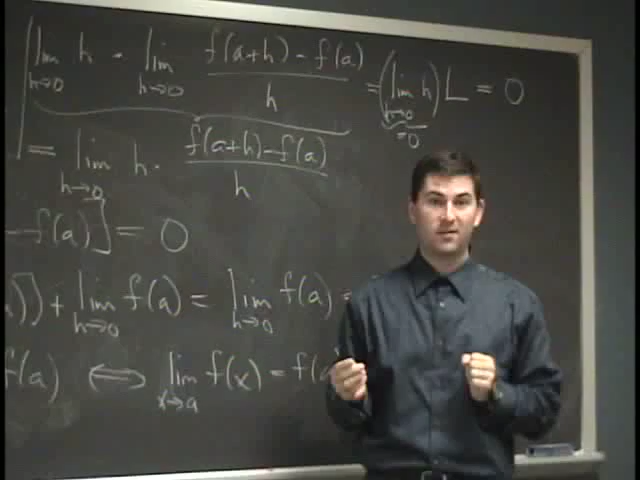 lim h→0 h · lim h→0 (f(a+h) - f(a))/h = (lim h→0 h) L = 0
= 0
= lim h→0 h · (f(a+h) - f(a))/h
- f(a)] = 0
)] + lim h→0 f(a) = lim h→0 f(a) =
f(a) ⟺ lim x→a f(x) = f(a